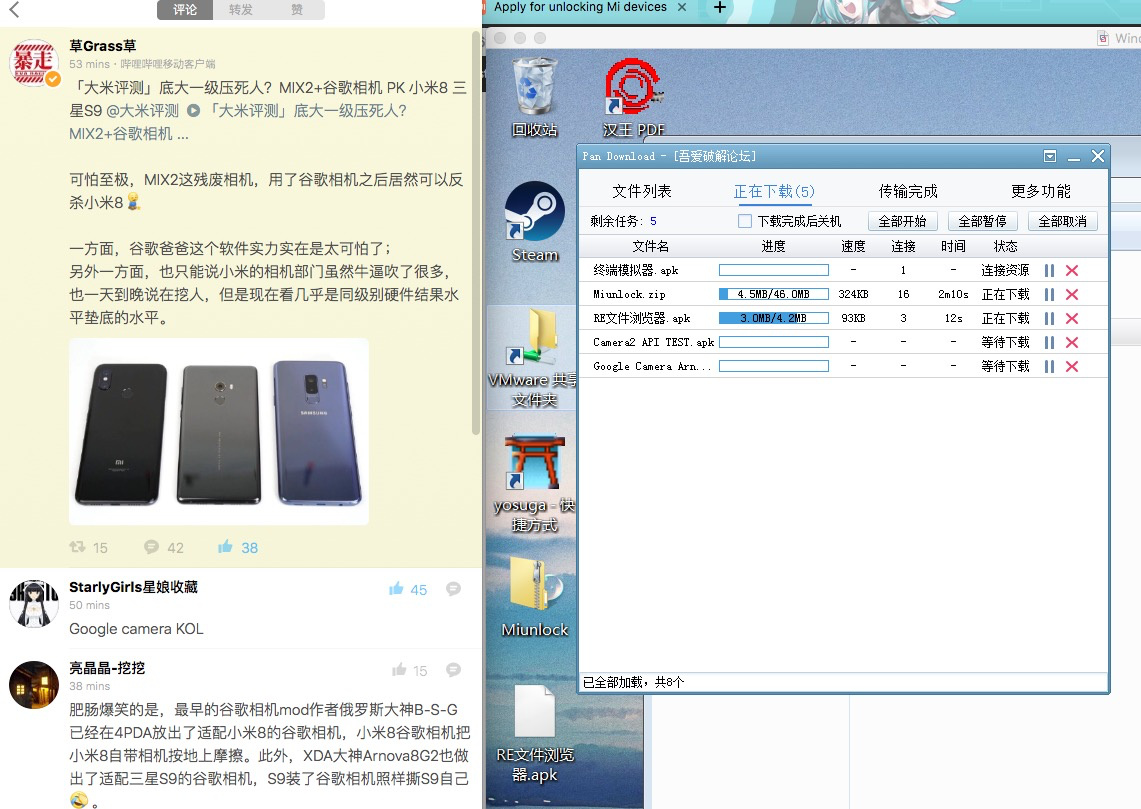 评论 转发 赞
草Grass草
53 mins · 哔哩哔哩移动客户端
「大米评测」底大一级压死人？MIX2+谷歌相机 PK 小米8 三
星S9 @大米评测 「大米评测」底大一级压死人？
MIX2+谷歌相机 ...
可怕至极，MIX2这残废相机，用了谷歌相机之后居然可以反
杀小米8
一方面，谷歌爸爸这个软件实力实在是太可怕了；
另外一方面，也只能说小米的相机部门虽然牛逼吹了很多，
也一天到晚说在挖人，但是现在看几乎是同级别硬件结果水
平垫底的水平。
mi
SAMSUNG
15 42 38
StarlyGirls星娘收藏
45
50 mins
Google camera KOL
亮晶晶-挖挖
15
38 mins
肥肠爆笑的是，最早的谷歌相机mod作者俄罗斯大神B-S-G
已经在4PDA放出了适配小米8的谷歌相机，小米8谷歌相机把
小米8自带相机按地上摩擦。此外，XDA大神Arnova8G2也做
出了适配三星S9的谷歌相机，S9装了谷歌相机照样撕S9自己
。
Apply for unlocking Mi devices
Wind
回收站
汉王 PDF
Steam
VMware 共享
文件夹
yosuga - 快
捷方式
Miunlock
RE文件浏览
器.apk
Pan Download - [吾爱破解论坛]
文件列表 正在下载(5) 传输完成 更多功能
剩余任务: 5 下载完成后关机 全部开始 全部暂停 全部取消
文件名 进度 速度 连接 时间 状态
终端模拟器.apk - 1 - 连接资源
Miunlock.zip 4.5MB/46.0MB 324KB 16 2m10s 正在下载
RE文件浏览器.apk 3.0MB/4.2MB 93KB 3 12s 正在下载
Camera2 API TEST.apk - - - 等待下载
Google Camera Arn... - - - 等待下载
已全部加载，共8个